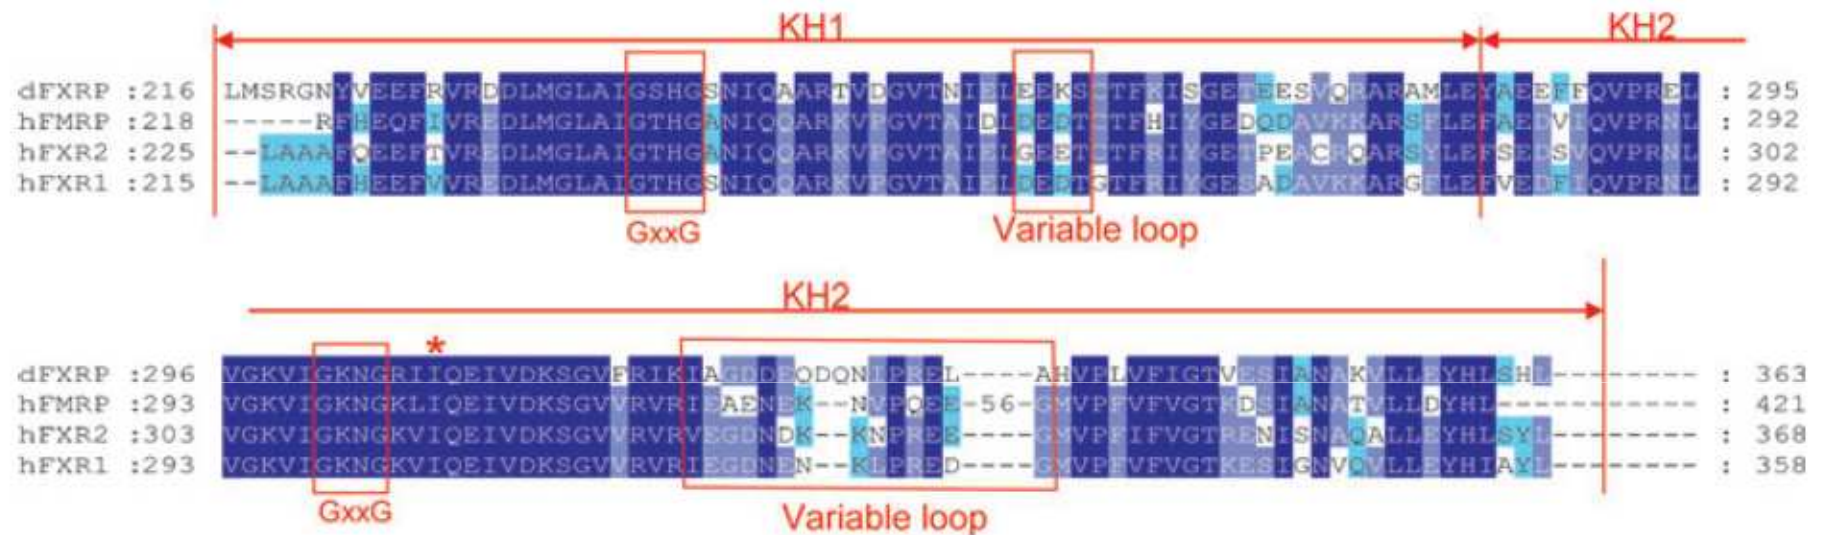 KH1 KH2
dFXRP :216 LMSRGNYVEEFRVRDDLMGLAIGSHGSNIQAARTVDGVTNIELEEKSCTFKISGETEESVQRARAMLEYAEEFFQVPREL : 295
hFMRP :218 -----RFHEQFIVREDLMGLAIGTHGANIQQARKVPGVTAIDLDEDTCTFHIYGEDQDAVKKARSFLEFAEDVIQVPRNL : 292
hFXR2 :225 --LAAAFQEEFTVREDLMGLAIGTHGANIQQARKVPGVTAIELGEETCTFRIYGETPEACRQARSYLEFSEDSVQVPRNL : 302
hFXR1 :215 --LAAAFHEEFVVREDLMGLAIGTHGSNIQQARKVPGVTAIELDEDTGTFRIYGESADAVKKARGFLEFVEDFIQVPRNL : 292
GxxG Variable loop
KH2
*
dFXRP :296 VGKVIGKNGRIIQEIVDKSGVFRIKIAGDDEQDQNIPREL----AHVPLVFIGTVESIANAKVLLEYHLSHL-------- : 363
hFMRP :293 VGKVIGKNGKLIQEIVDKSGVVRVRIEAENEK--NVPQEE-56-GMVPFVFVGTKDSIANATVLLDYHL----------- : 421
hFXR2 :303 VGKVIGKNGKVIQEIVDKSGVVRVRVEGDNDK--KNPREE----GMVPFIFVGTRENISNAQALLEYHLSYL-------- : 368
hFXR1 :293 VGKVIGKNGKVIQEIVDKSGVVRVRIEGDNEN--KLPRED----GMVPFVFVGTKESIGNVQVLLEYHIAYL-------- : 358
GxxG Variable loop